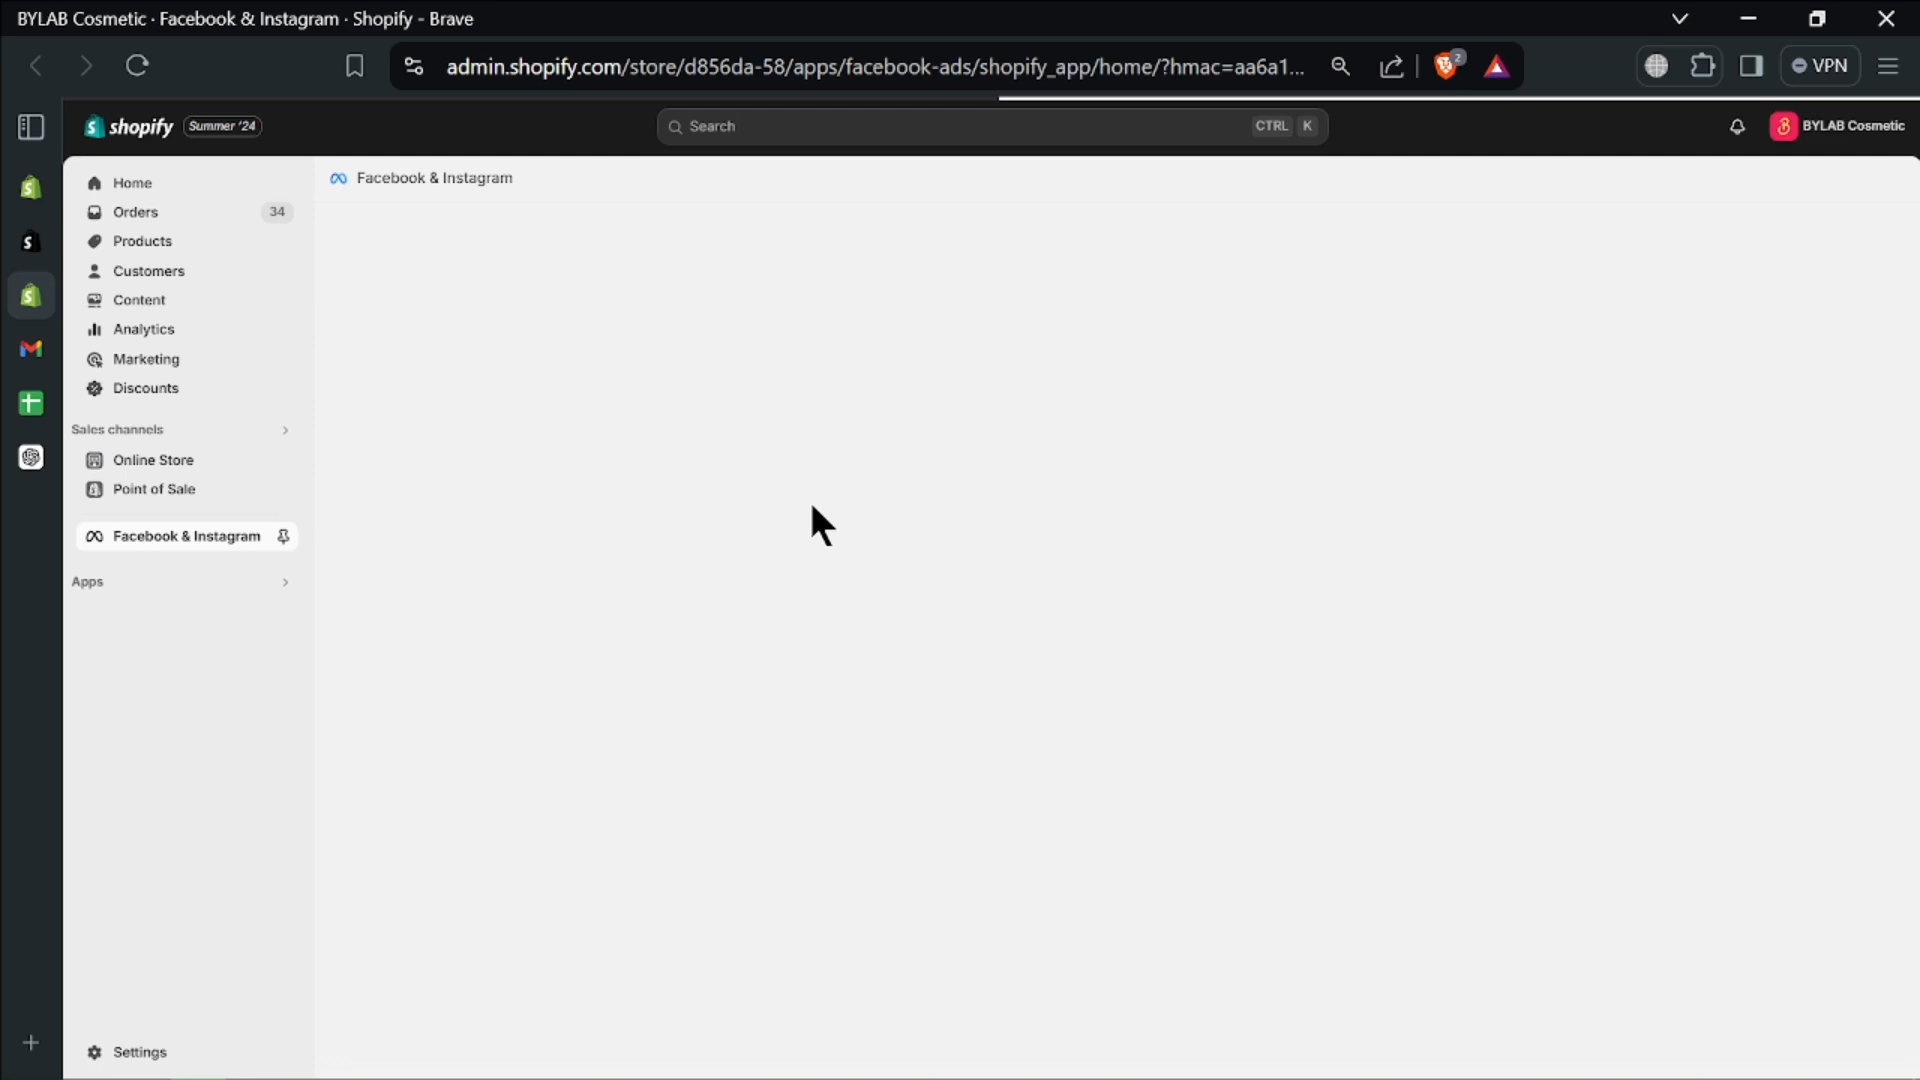 BYLAB Cosmetic · Facebook & Instagram · Shopify - Brave
admin.shopify.com/store/d856da-58/apps/facebook-ads/shopify_app/home/?hmac=aa6a1...
2
VPN
shopify
Summer '24
Search
CTRL K
BYLAB Cosmetic
Home
Orders 34
Products
Customers
Content
Analytics
Marketing
Discounts
Sales channels
Online Store
Point of Sale
Facebook & Instagram
Apps
Settings
Facebook & Instagram